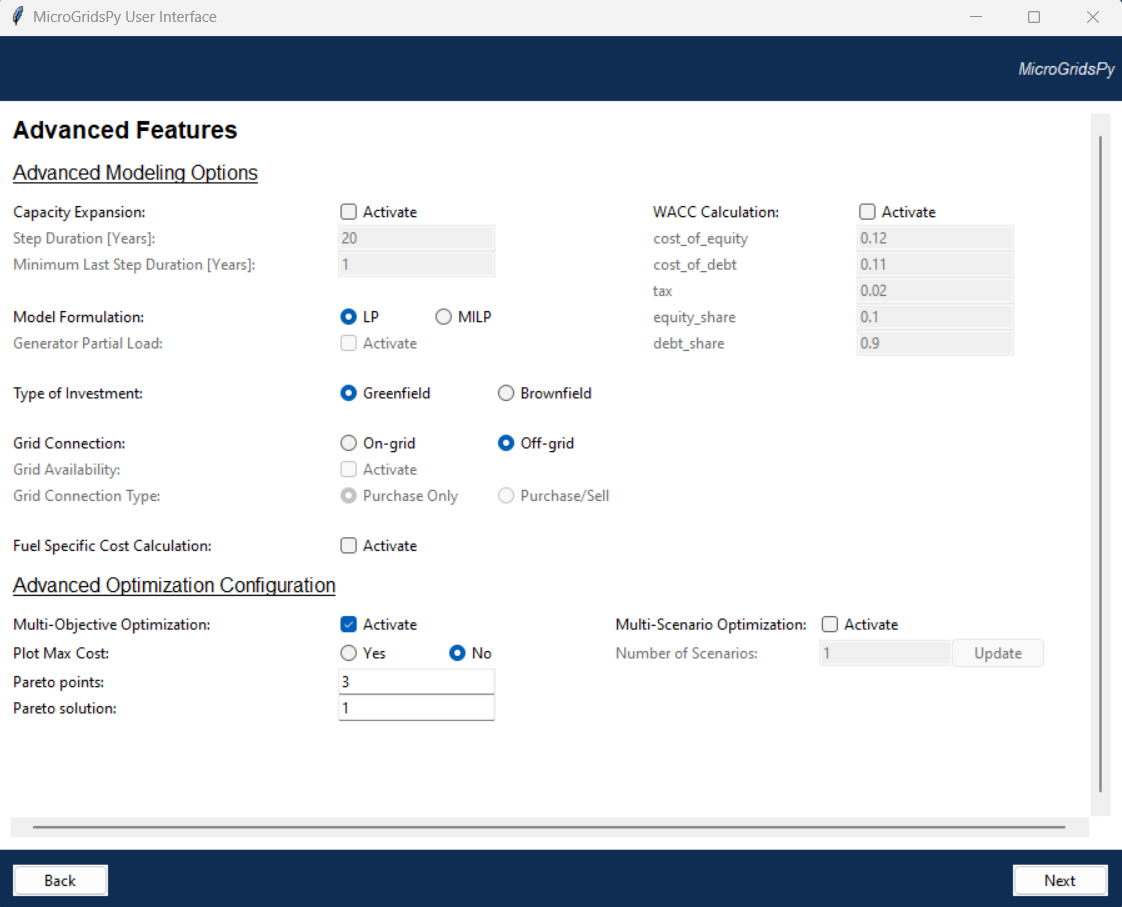 MicroGridsPy User Interface
MicroGridsPy
Advanced Features
Advanced Modeling Options
Capacity Expansion: Activate WACC Calculation: Activate
Step Duration [Years]: 20 cost_of_equity 0.12
Minimum Last Step Duration [Years]: 1 cost_of_debt 0.11
tax 0.02
Model Formulation: LP MILP equity_share 0.1
Generator Partial Load: Activate debt_share 0.9
Type of Investment: Greenfield Brownfield
Grid Connection: On-grid Off-grid
Grid Availability: Activate
Grid Connection Type: Purchase Only Purchase/Sell
Fuel Specific Cost Calculation: Activate
Advanced Optimization Configuration
Multi-Objective Optimization: Activate Multi-Scenario Optimization: Activate
Plot Max Cost: Yes No Number of Scenarios: 1 Update
Pareto points: 3
Pareto solution: 1
Back Next